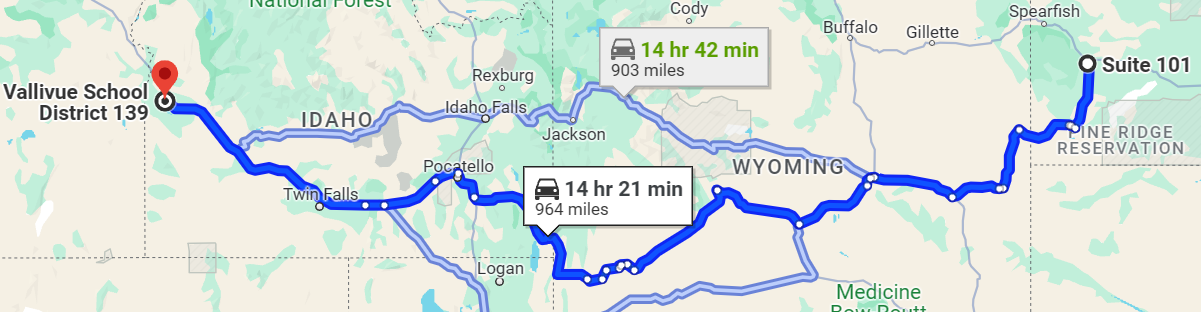 National Forest
Cody
Spearfish
Buffalo
Gillette
14 hr 42 min
903 miles
Suite 101
Rexburg
Vallivue School
District 139
Idaho Falls
IDAHO
Jackson
PINE RIDGE
RESERVATION
Pocatello
WYOMING
14 hr 21 min
964 miles
Twin Falls
Logan
Medicine
Bow-Routt